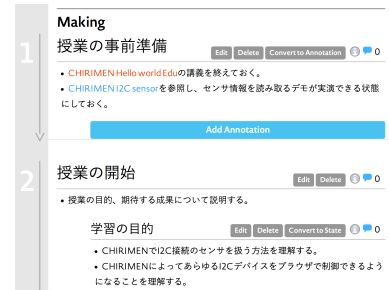 Making
1
授業の事前準備
Edit Delete Convert to Annotation 0
• CHIRIMEN Hello world Eduの講義を終えておく。
• CHIRIMEN I2C sensorを参照し、センサ情報を読み取るデモが実演できる状態
にしておく。
Add Annotation
2
授業の開始
Edit Delete 0
• 授業の目的、期待する成果について説明する。
学習の目的
Edit Delete Convert to State 0
• CHIRIMENでI2C接続のセンサを扱う方法を理解する。
• CHIRIMENによってあらゆるI2Cデバイスをブラウザで制御できるよう
になることを理解する。